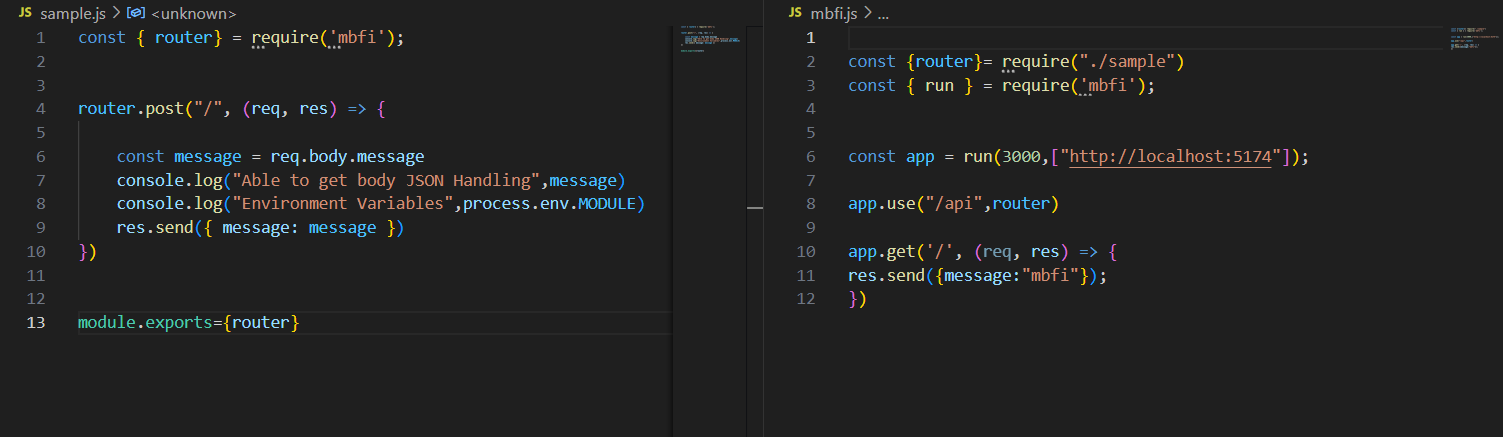 JS sample.js > <unknown>
1 const { router} = require('mbfi');
2
3
4 router.post("/", (req, res) => {
5
6 const message = req.body.message
7 console.log("Able to get body JSON Handling",message)
8 console.log("Environment Variables",process.env.MODULE)
9 res.send({ message: message })
10 })
11
12
13 module.exports={router}
JS mbfi.js > ...
1
2 const {router}= require("./sample")
3 const { run } = require('mbfi');
4
5
6 const app = run(3000,["http://localhost:5174"]);
7
8 app.use("/api",router)
9
10 app.get('/', (req, res) => {
11 res.send({message:"mbfi"});
12 })